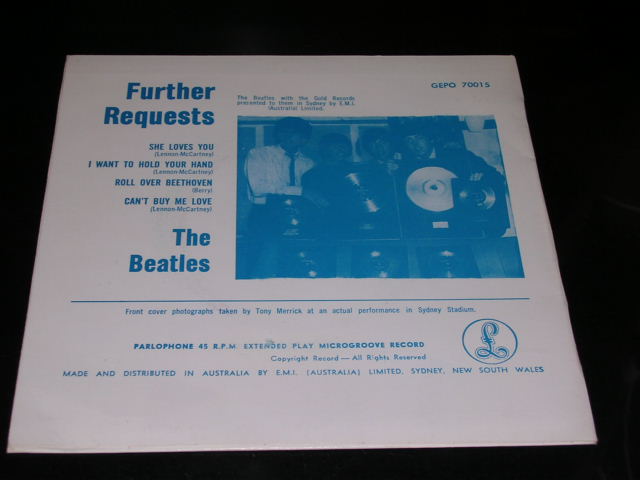 Further
Requests
GEPO 70015
The Beatles with the Gold Records
presented to them in Sydney by E.M.I.
(Australia) Limited.
SHE LOVES YOU
(Lennon-McCartney)
I WANT TO HOLD YOUR HAND
(Lennon-McCartney)
ROLL OVER BEETHOVEN
(Berry)
CAN'T BUY ME LOVE
(Lennon-McCartney)
The
Beatles
Front cover photographs taken by Tony Merrick at an actual performance in Sydney Stadium.
PARLOPHONE 45 R.P.M EXTENDED PLAY MICROGROOVE RECORD
Copyright Record — All Rights Reserved
MADE AND DISTRIBUTED IN AUSTRALIA BY E.M.I. (AUSTRALIA) LIMITED, SYDNEY, NEW SOUTH WALES
£